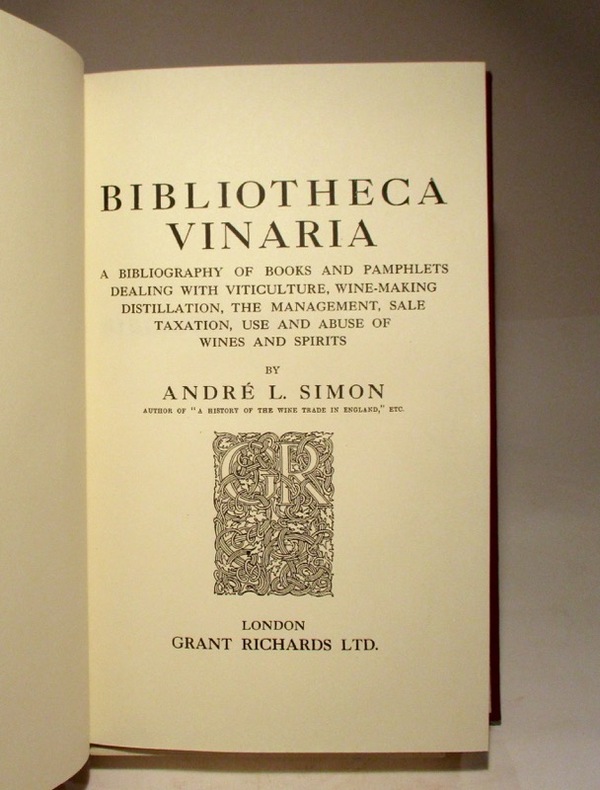 BIBLIOTHECA
VINARIA
A BIBLIOGRAPHY OF BOOKS AND PAMPHLETS
DEALING WITH VITICULTURE, WINE-MAKING
DISTILLATION, THE MANAGEMENT, SALE
TAXATION, USE AND ABUSE OF
WINES AND SPIRITS
BY
ANDRÉ L. SIMON
AUTHOR OF "A HISTORY OF THE WINE TRADE IN ENGLAND," ETC.
GR
LONDON
GRANT RICHARDS LTD.